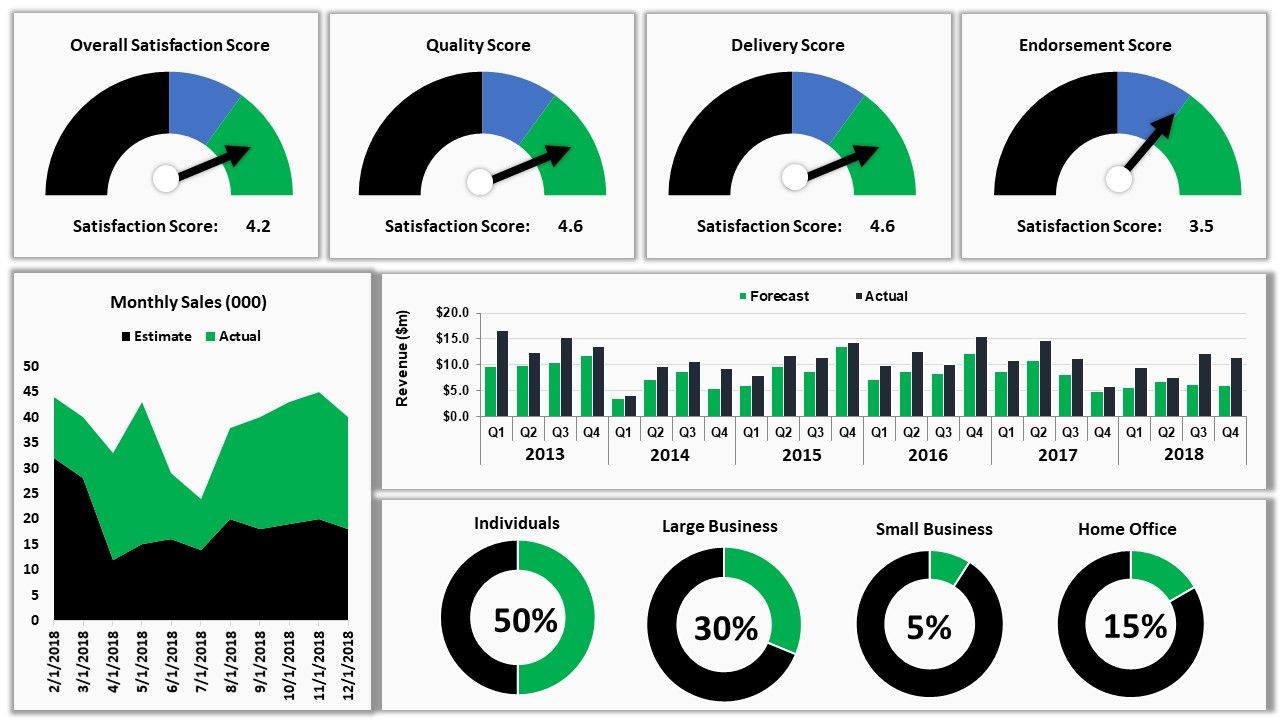 Overall Satisfaction Score
Satisfaction Score: 4.2
Quality Score
Satisfaction Score: 4.6
Delivery Score
Satisfaction Score: 4.6
Endorsement Score
Satisfaction Score: 3.5
Monthly Sales (000)
Estimate Actual
50
45
40
35
30
25
20
15
10
5
0
2/1/2018
3/1/2018
4/1/2018
5/1/2018
6/1/2018
7/1/2018
8/1/2018
9/1/2018
10/1/2018
11/1/2018
12/1/2018
Forecast Actual
Revenue ($m)
$20.0
$15.0
$10.0
$5.0
$0.0
Q1 Q2 Q3 Q4 Q1 Q2 Q3 Q4 Q1 Q2 Q3 Q4 Q1 Q2 Q3 Q4 Q1 Q2 Q3 Q4 Q1 Q2 Q3 Q4
2013 2014 2015 2016 2017 2018
Individuals
50%
Large Business
30%
Small Business
5%
Home Office
15%